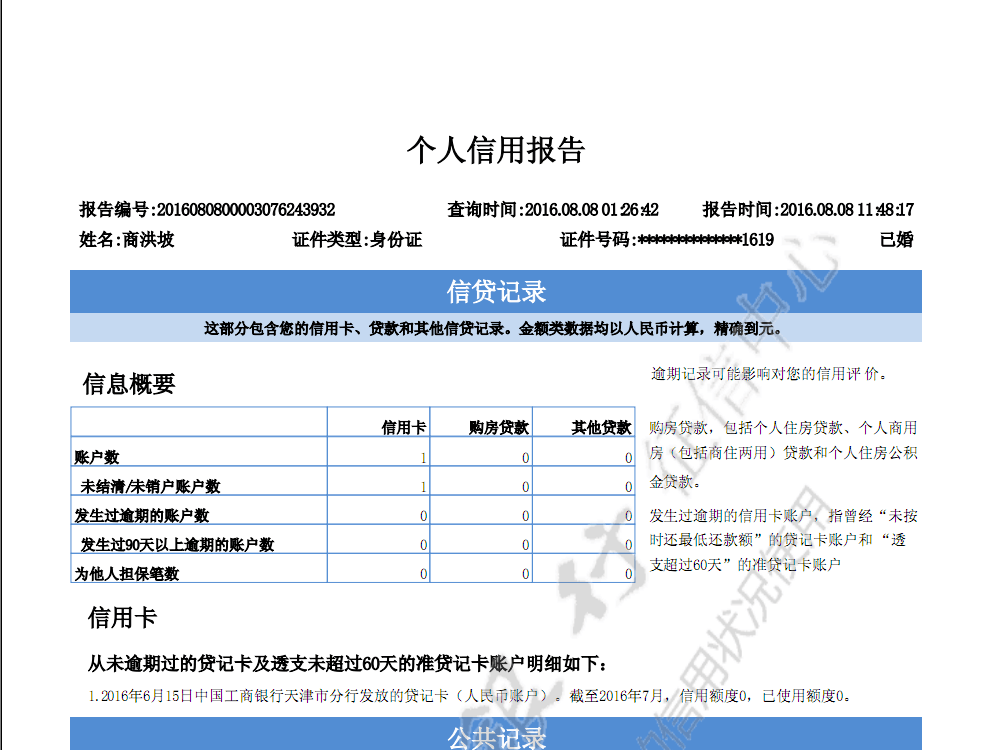 个人信用报告
报告编号:2016080800003076243932 查询时间:2016.08.08 01:26:42 报告时间:2016.08.08 11:48:17
姓名:商洪坡 证件类型:身份证 证件号码:**************1619 已婚
信贷记录
这部分包含您的信用卡、贷款和其他信贷记录。金额类数据均以人民币计算，精确到元。
信息概要
逾期记录可能影响对您的信用评价。
信用卡 购房贷款 其他贷款
账户数 1 0 0
未结清/未销户账户数 1 0 0
发生过逾期的账户数 0 0 0
发生过90天以上逾期的账户数 0 0 0
为他人担保笔数 0 0 0
购房贷款，包括个人住房贷款、个人商用
房（包括商住两用）贷款和个人住房公积
金贷款。
发生过逾期的信用卡账户，指曾经“未按
时还最低还款额”的贷记卡账户和“透
支超过60天”的准贷记卡账户
信用卡
从未逾期过的贷记卡及透支未超过60天的准贷记卡账户明细如下：
1.2016年6月15日中国工商银行天津市分行发放的贷记卡（人民币账户）。截至2016年7月，信用额度0，已使用额度0。
公共记录
银行征信中心
信用状况使用